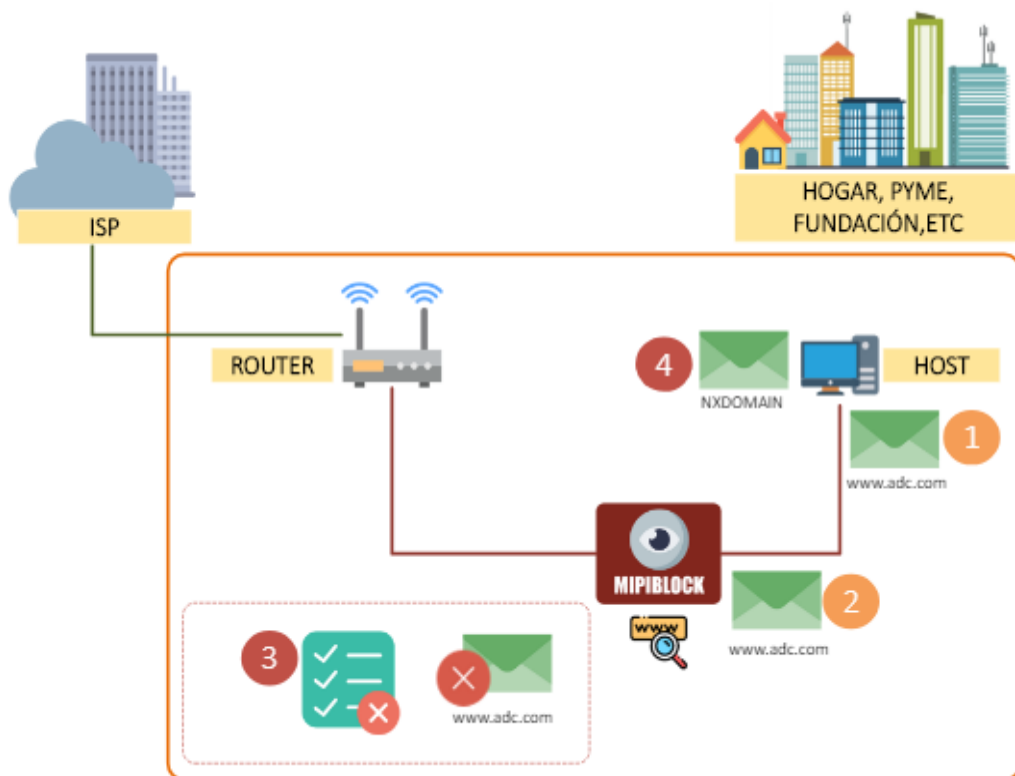 HOGAR, PYME,
FUNDACIÓN,ETC
ISP
ROUTER
4
NXDOMAIN
HOST
1
www.adc.com
MIPIBLOCK
2
www
www.adc.com
3
www.adc.com